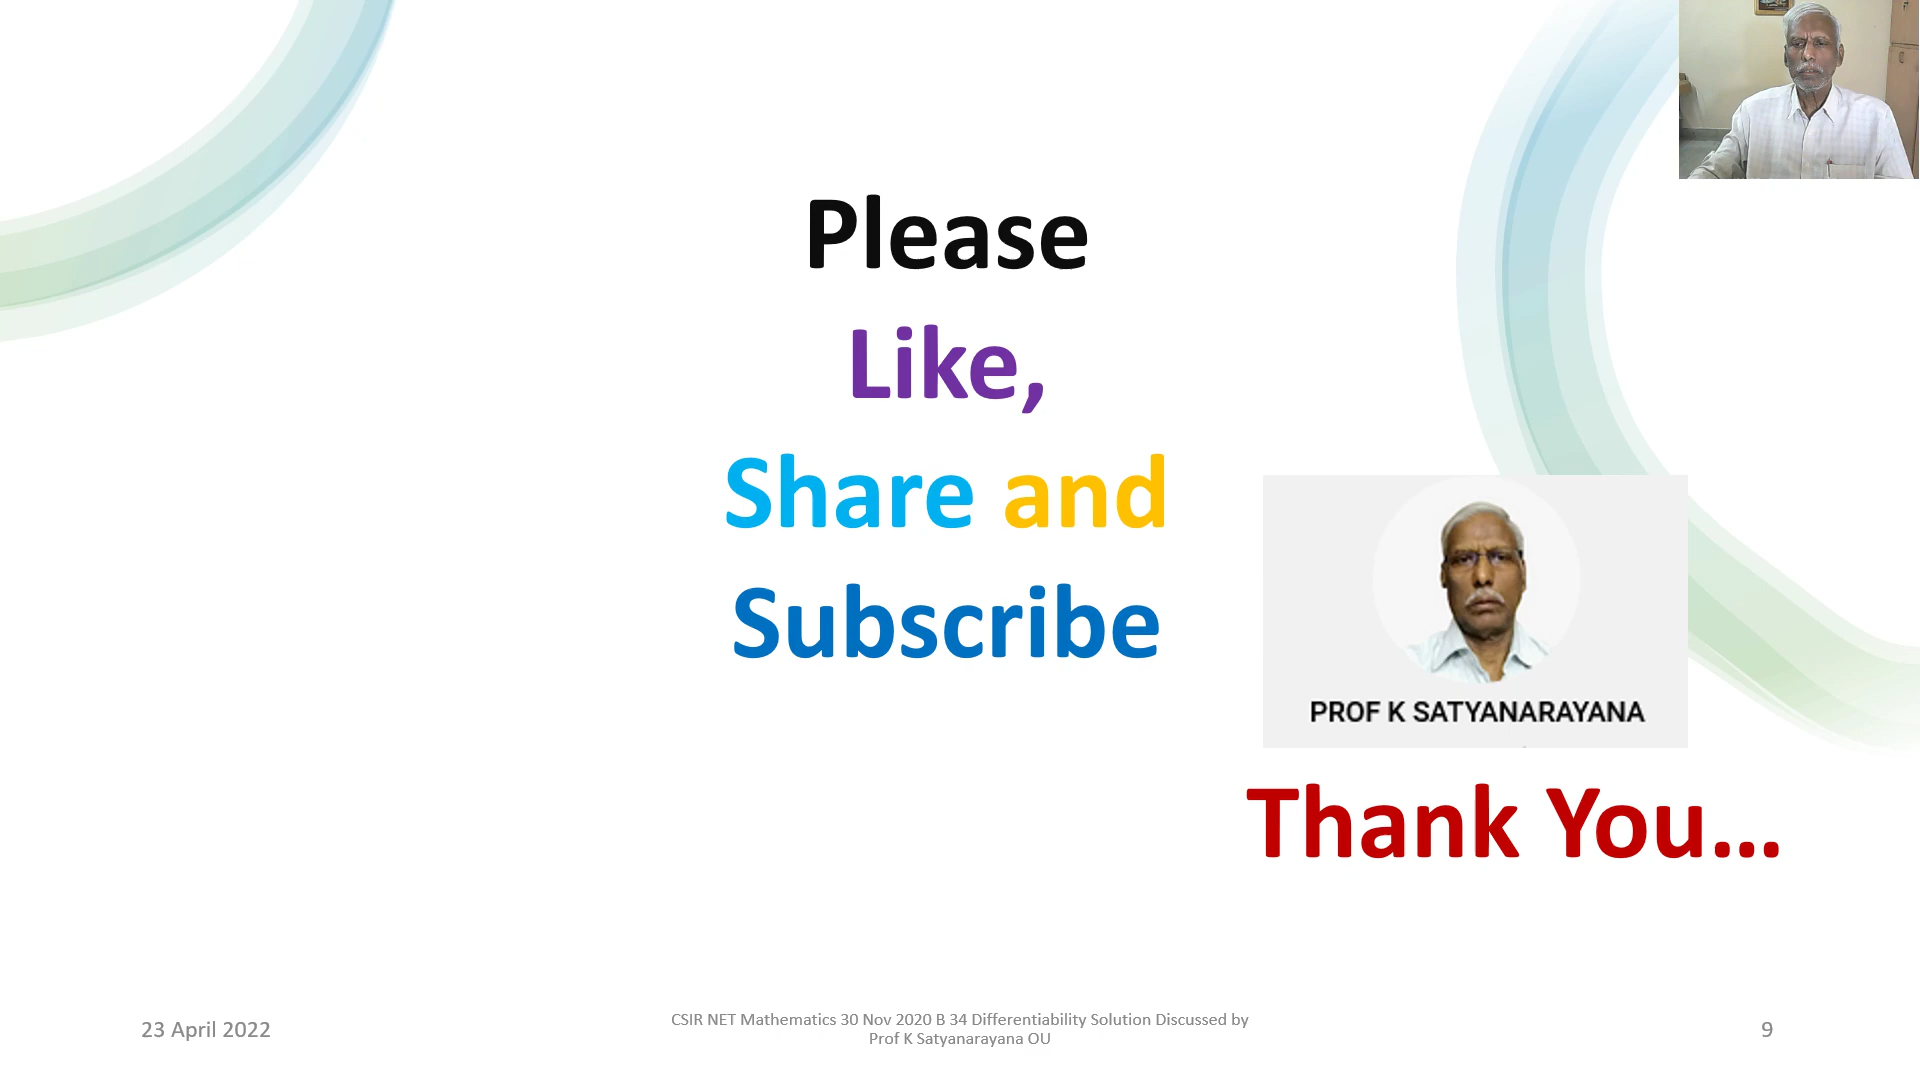 Please
Like,
Share and
Subscribe
PROF K SATYANARAYANA
Thank You...
23 April 2022
CSIR NET Mathematics 30 Nov 2020 B 34 Differentiability Solution Discussed by
Prof K Satyanarayana OU
9